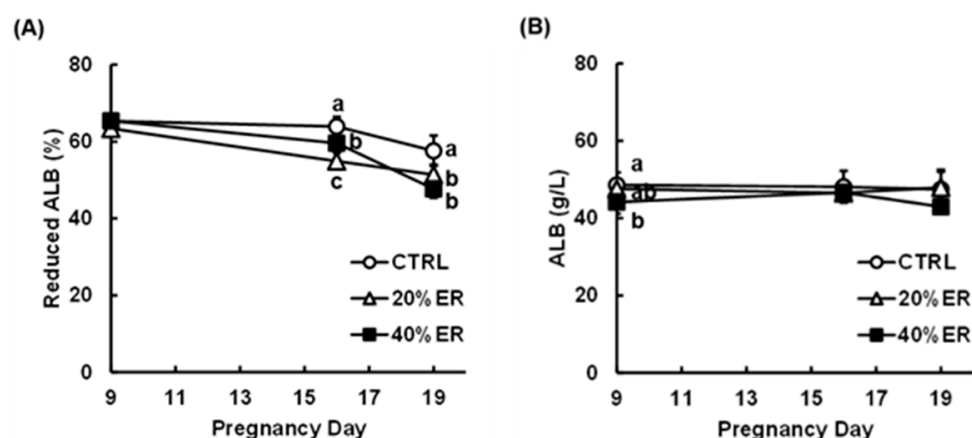 (A)
80
60
40
20
0
Reduced ALB (%)
a
b
c
a
b
b
CTRL
20% ER
40% ER
9 11 13 15 17 19
Pregnancy Day
(B)
80
60
40
20
0
ALB (g/L)
a
ab
b
CTRL
20% ER
40% ER
9 11 13 15 17 19
Pregnancy Day